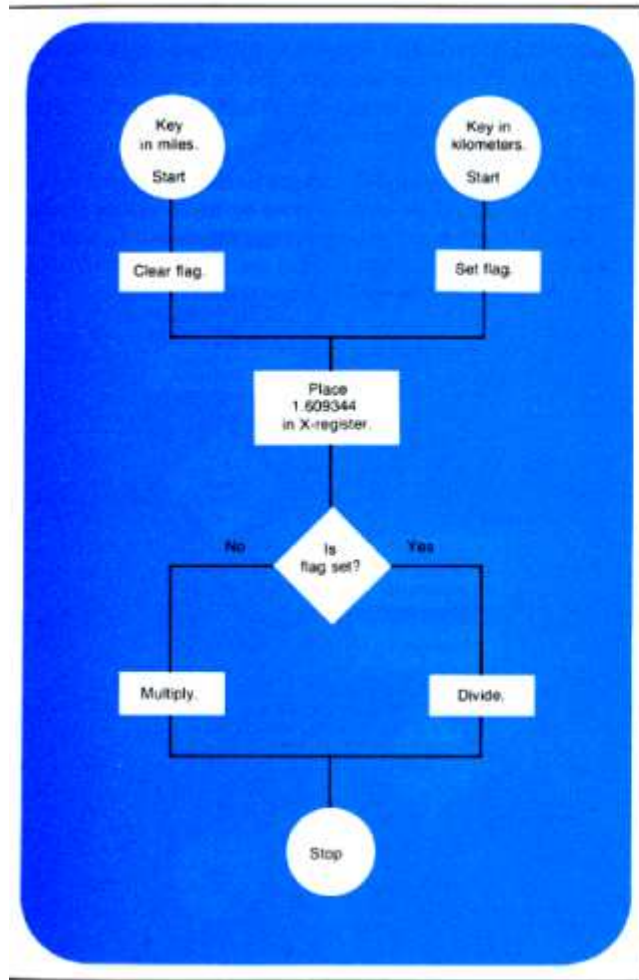 Key
in miles.
Start
Key in
kilometers.
Start
Clear flag.
Set flag.
Place
1.609344
in X-register.
Is
flag set?
No
Yes
Multiply.
Divide.
Stop